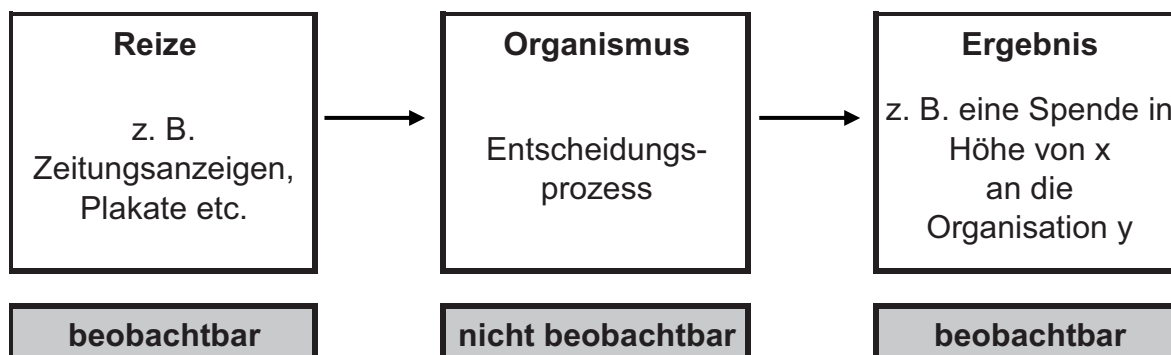 Reize
z. B.
Zeitungsanzeigen,
Plakate etc.
Organismus
Entscheidungs-
prozess
Ergebnis
z. B. eine Spende in
Höhe von x
an die
Organisation y
beobachtbar
nicht beobachtbar
beobachtbar